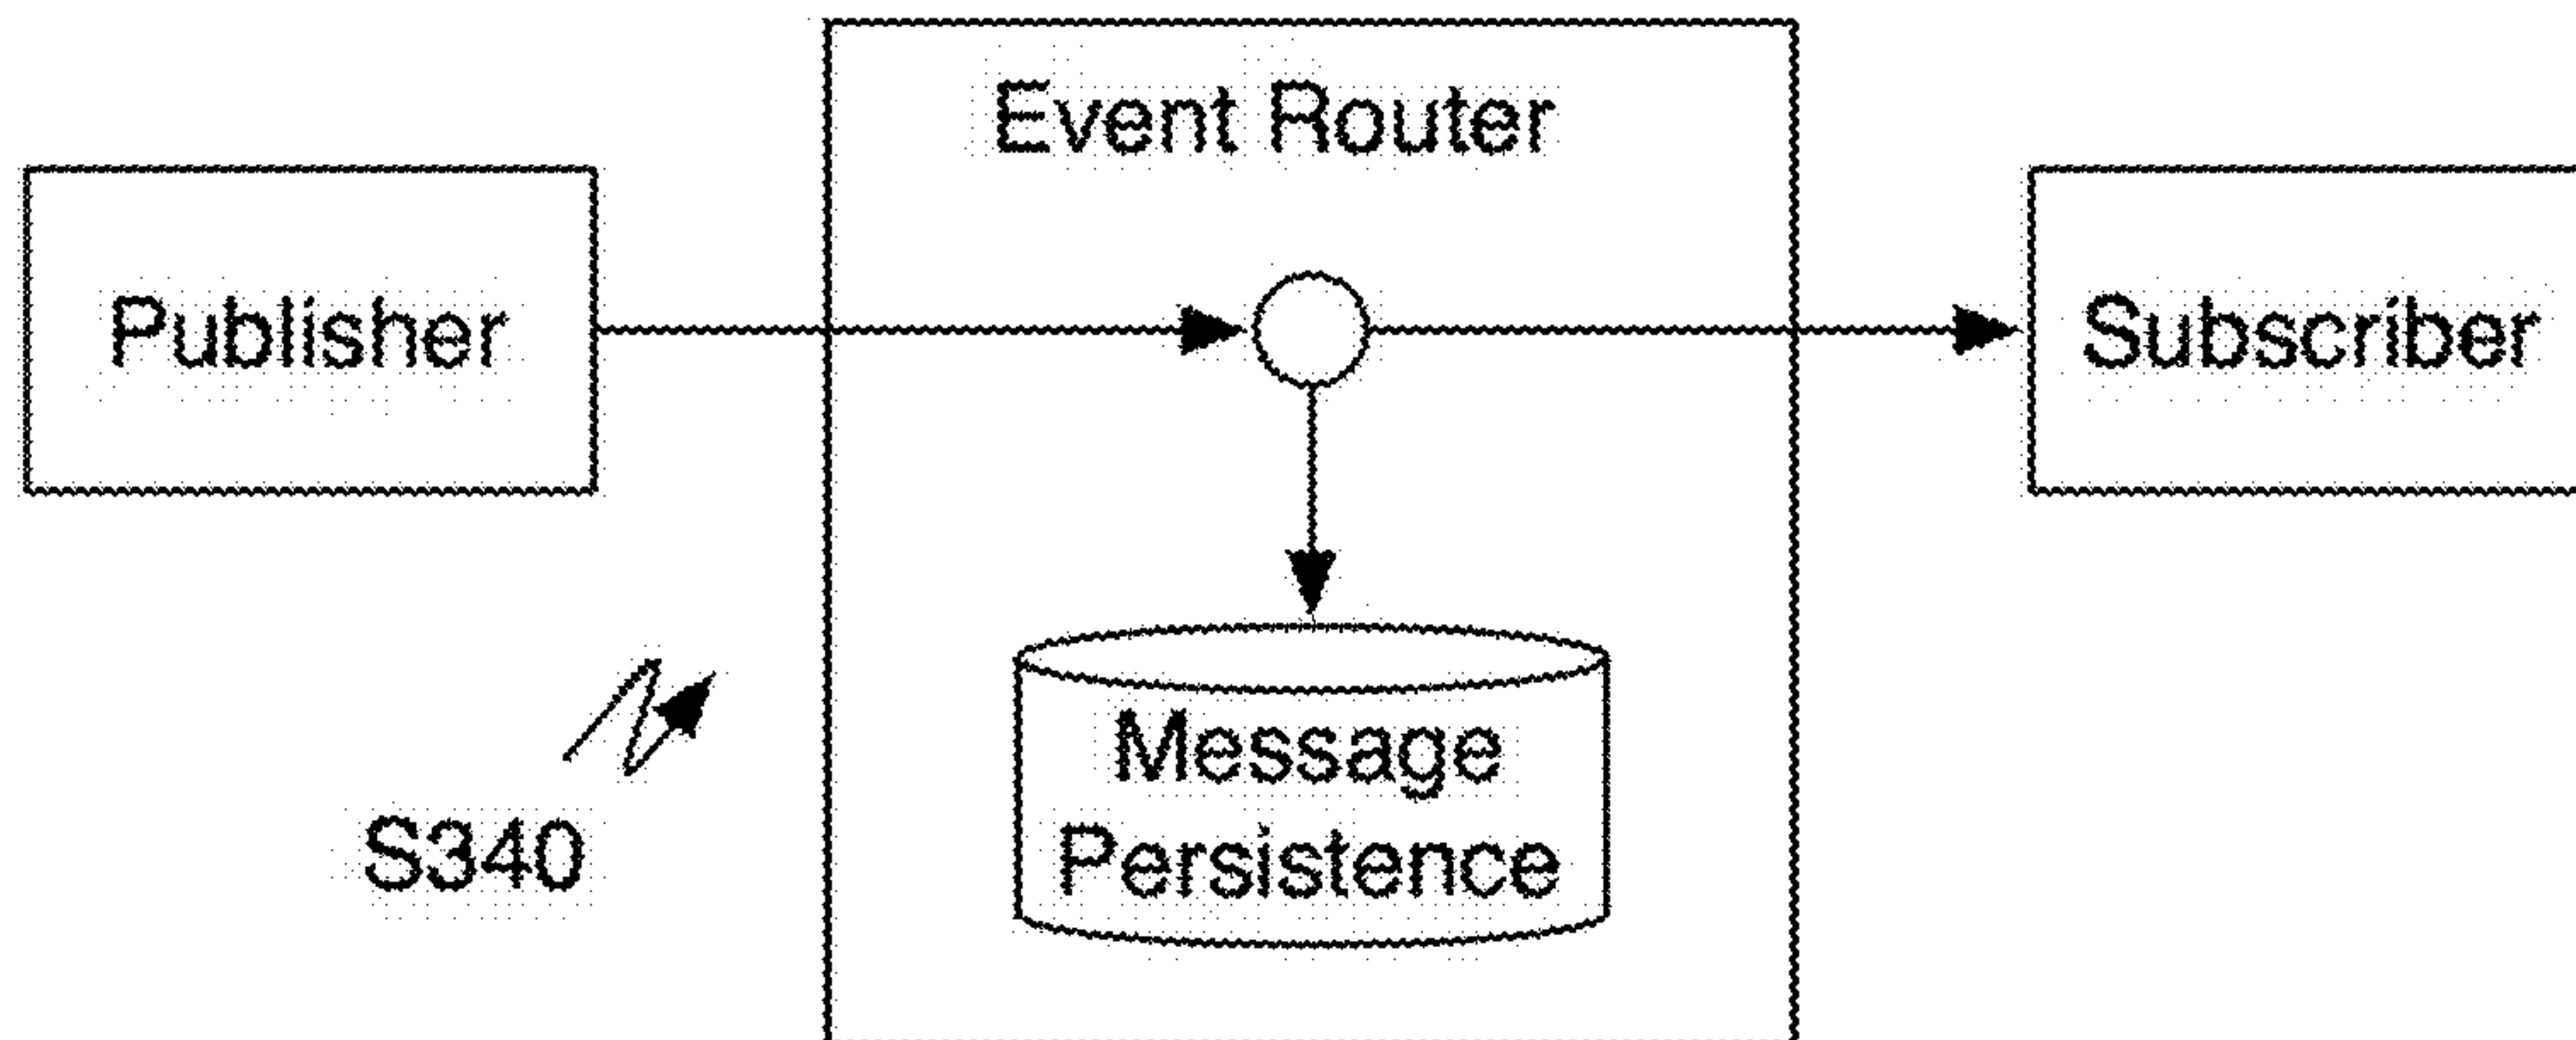 Event Router
Publisher
Subscriber
Message
Persistence
S340